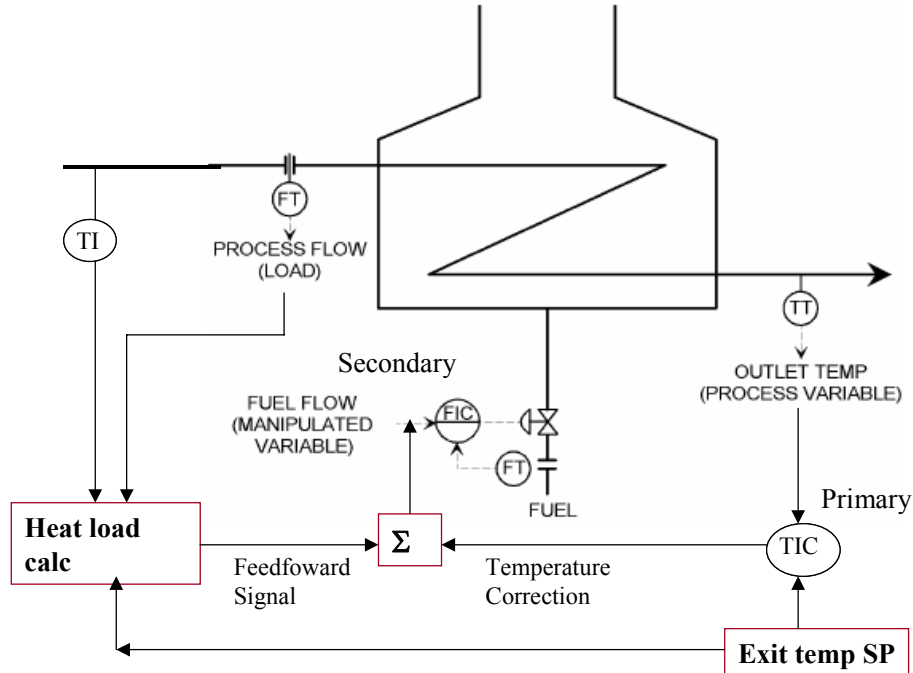 FT
TI
PROCESS FLOW
(LOAD)
TT
Secondary
OUTLET TEMP
(PROCESS VARIABLE)
FUEL FLOW
(MANIPULATED
VARIABLE)
FIC
FT
FUEL
Primary
Heat load
calc
Σ
TIC
Feedfoward
Signal
Temperature
Correction
Exit temp SP